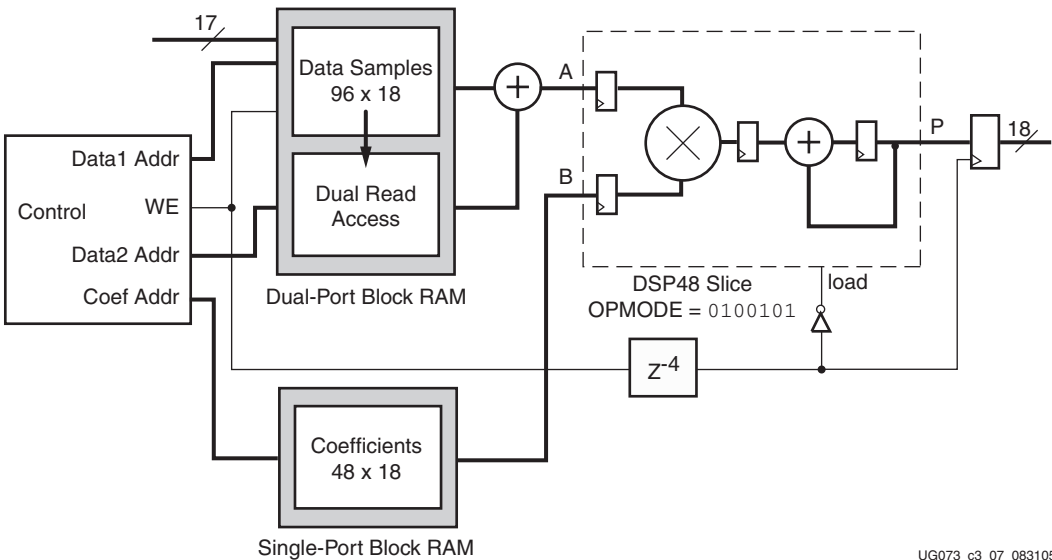 17
Data Samples
96 x 18
Dual Read
Access
Dual-Port Block RAM
Control
Data1 Addr
WE
Data2 Addr
Coef Addr
A
B
P
18
DSP48 Slice
OPMODE = 0100101
load
Z-4
Coefficients
48 x 18
Single-Port Block RAM
UG073_c3_07_083105